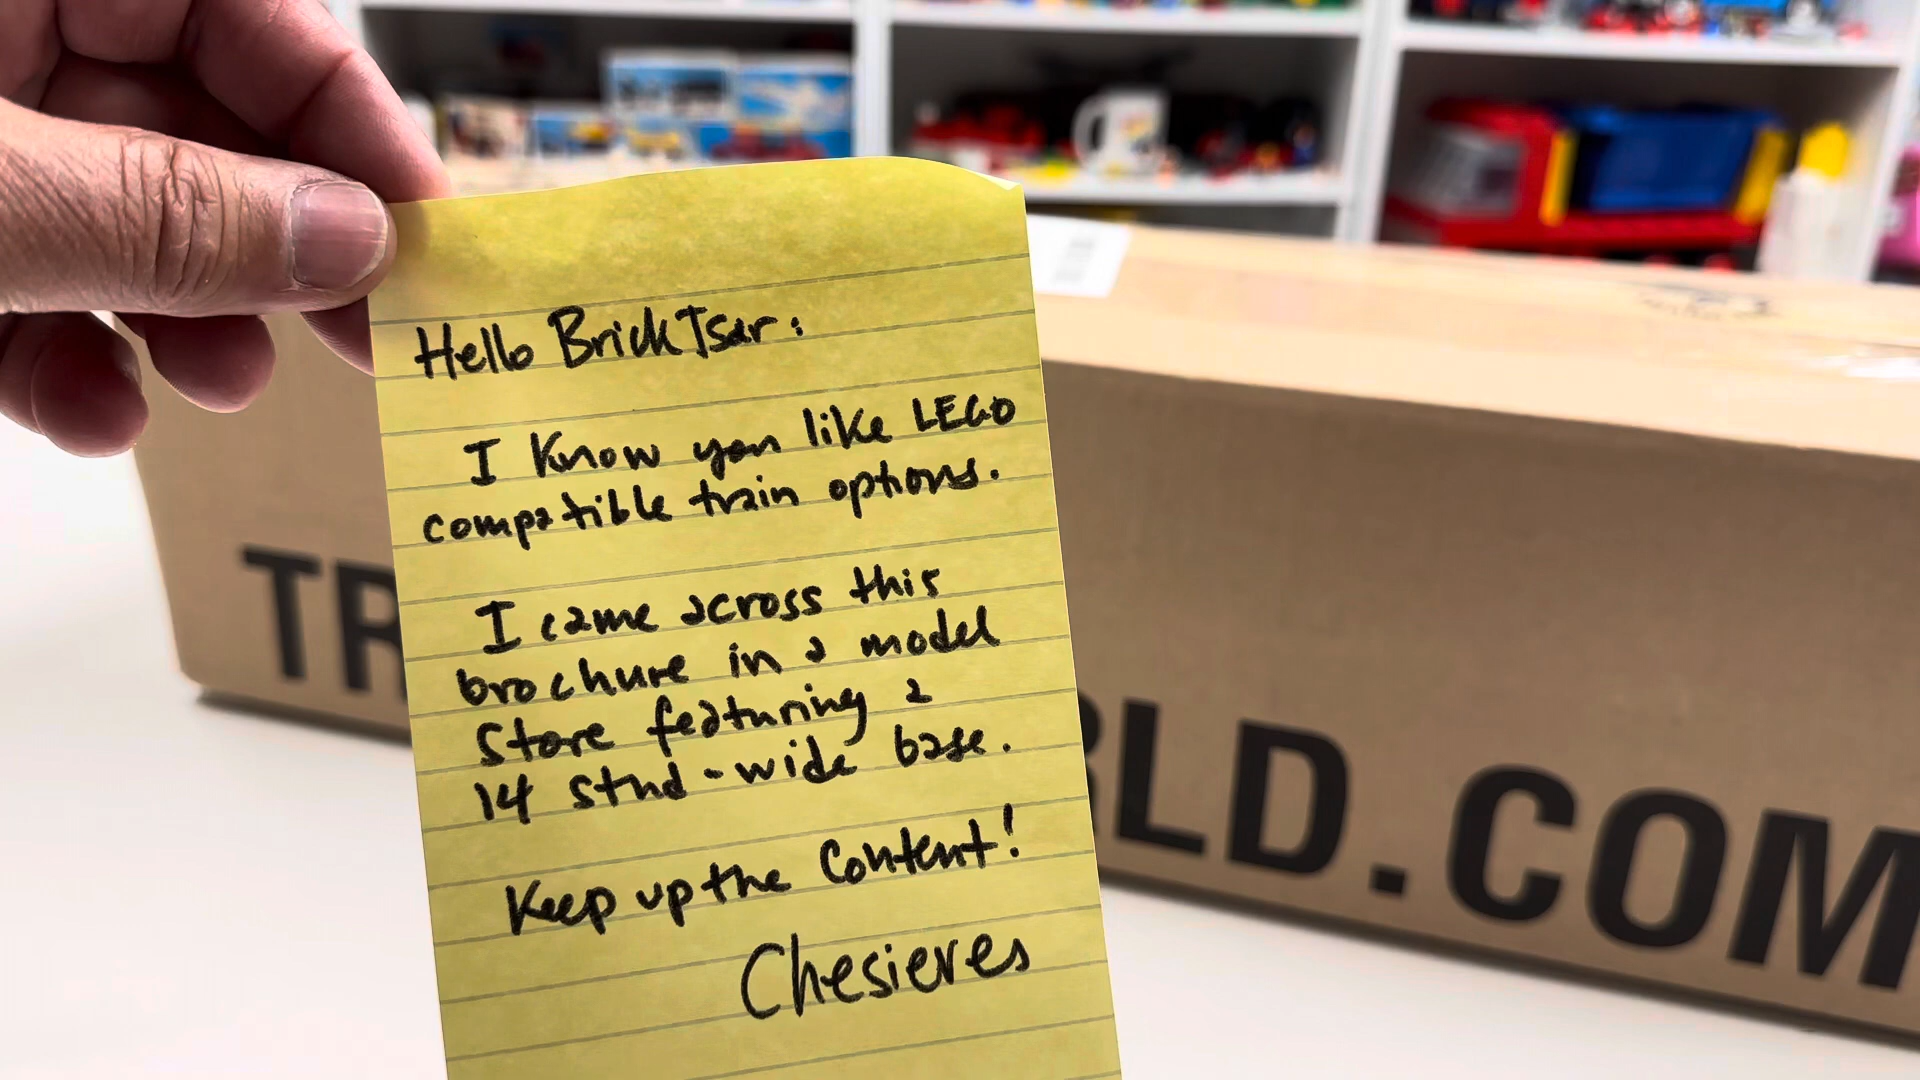 Hello BrickTsar:
I Know you like LEGO
compatible train options.
I came across this
brochure in a model
Store featuring a
14 stud-wide base.
Keep up the Content!
Chesieres
TR
RLD.COM